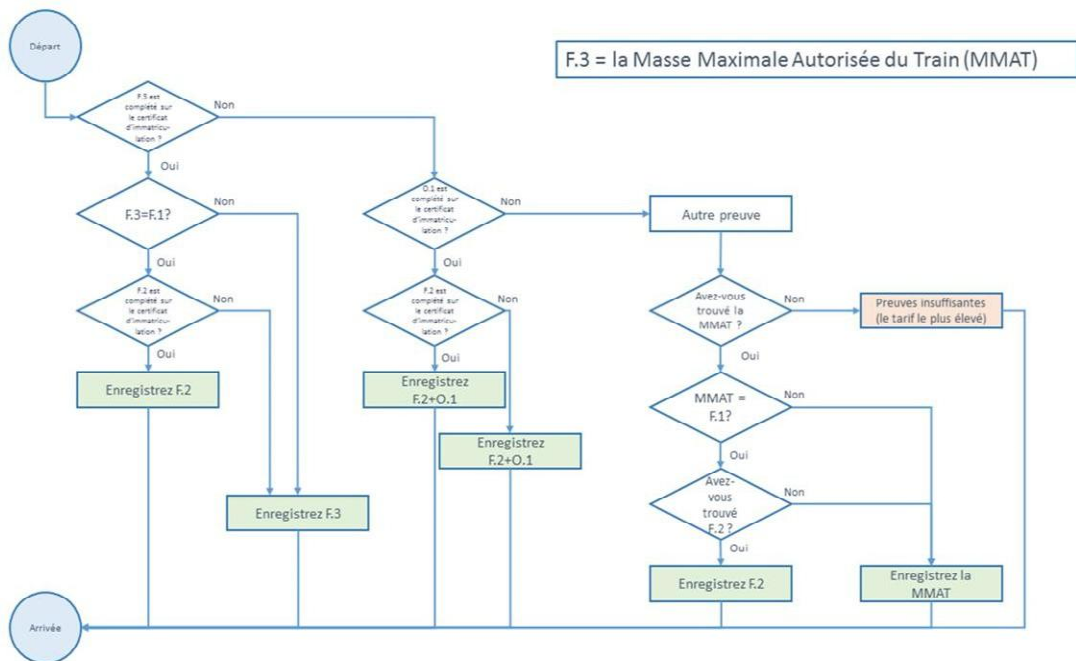 Départ
F.3 = la Masse Maximale Autorisée du Train (MMAT)
F.3 est
complété sur
le certificat
d'immatricu-
lation ?
Non
Oui
F.3=F.1?
Non
Oui
F.2 est
complété sur
le certificat
d'immatricu-
lation ?
Non
Oui
Enregistrez F.2
Enregistrez F.3
O.1 est
complété sur
le certificat
d'immatricu-
lation ?
Non
Oui
F.2 est
complété sur
le certificat
d'immatricu-
lation ?
Non
Oui
Enregistrez
F.2+O.1
Enregistrez
F.2+O.1
Autre preuve
Avez-vous
trouvé la
MMAT ?
Non
Preuves insuffisantes
(le tarif le plus élevé)
Oui
MMAT =
F.1?
Non
Oui
Avez-
vous
trouvé
F.2 ?
Non
Oui
Enregistrez F.2
Enregistrez la
MMAT
Arrivée